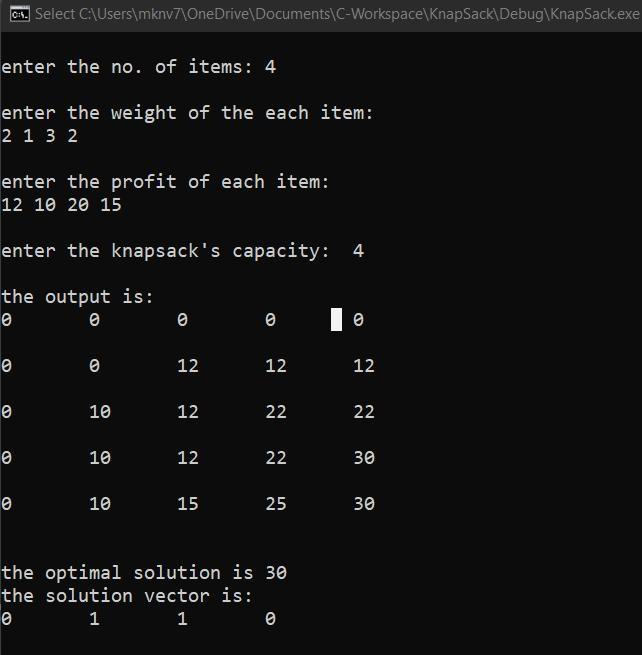 Select C:\Users\mknv7\OneDrive\Documents\C-Workspace\KnapSack\Debug\KnapSack.exe
enter the no. of items: 4
enter the weight of the each item:
2 1 3 2
enter the profit of each item:
12 10 20 15
enter the knapsack's capacity:  4
the output is:
0 0 0 0 0
0 0 12 12 12
0 10 12 22 22
0 10 12 22 30
0 10 15 25 30
the optimal solution is 30
the solution vector is:
0 1 1 0